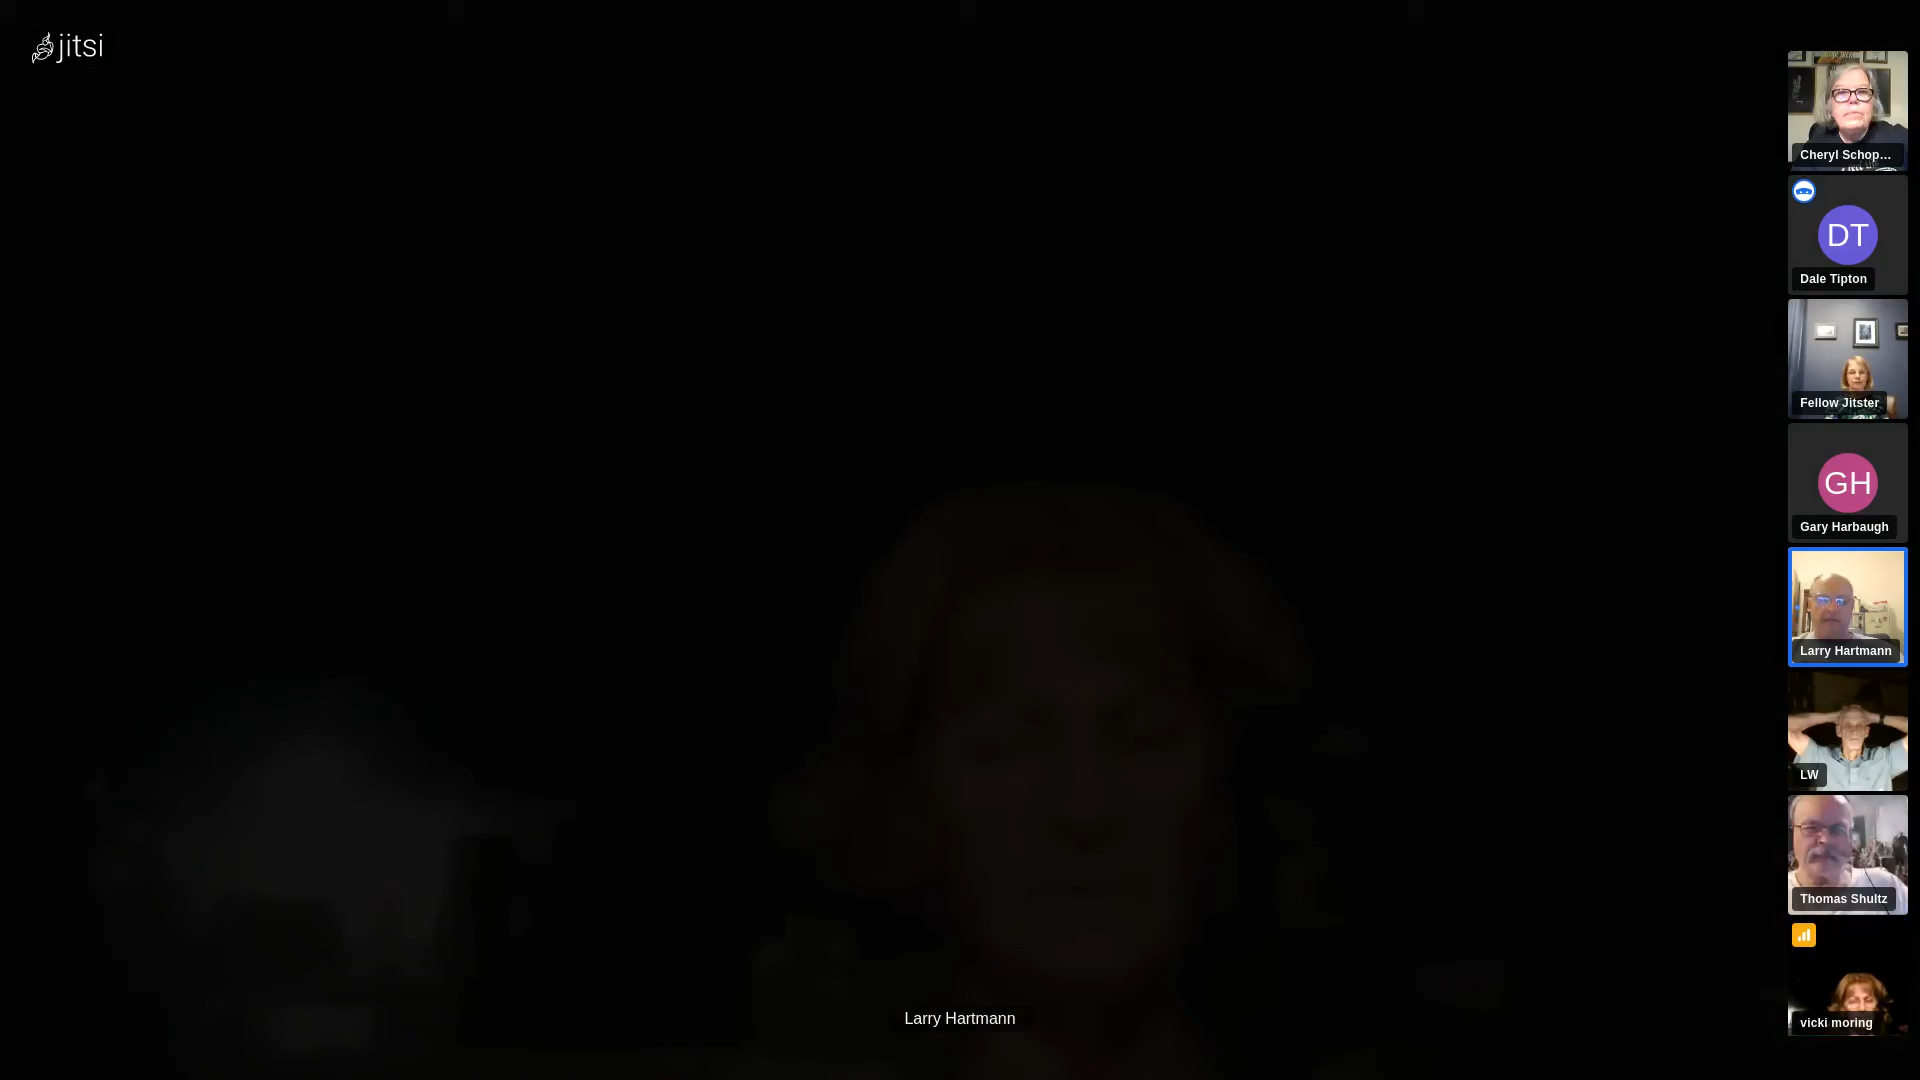 jitsi
Cheryl Schop...
DT
Dale Tipton
Fellow Jitster
GH
Gary Harbaugh
Larry Hartmann
LW
Thomas Shultz
vicki moring
Larry Hartmann